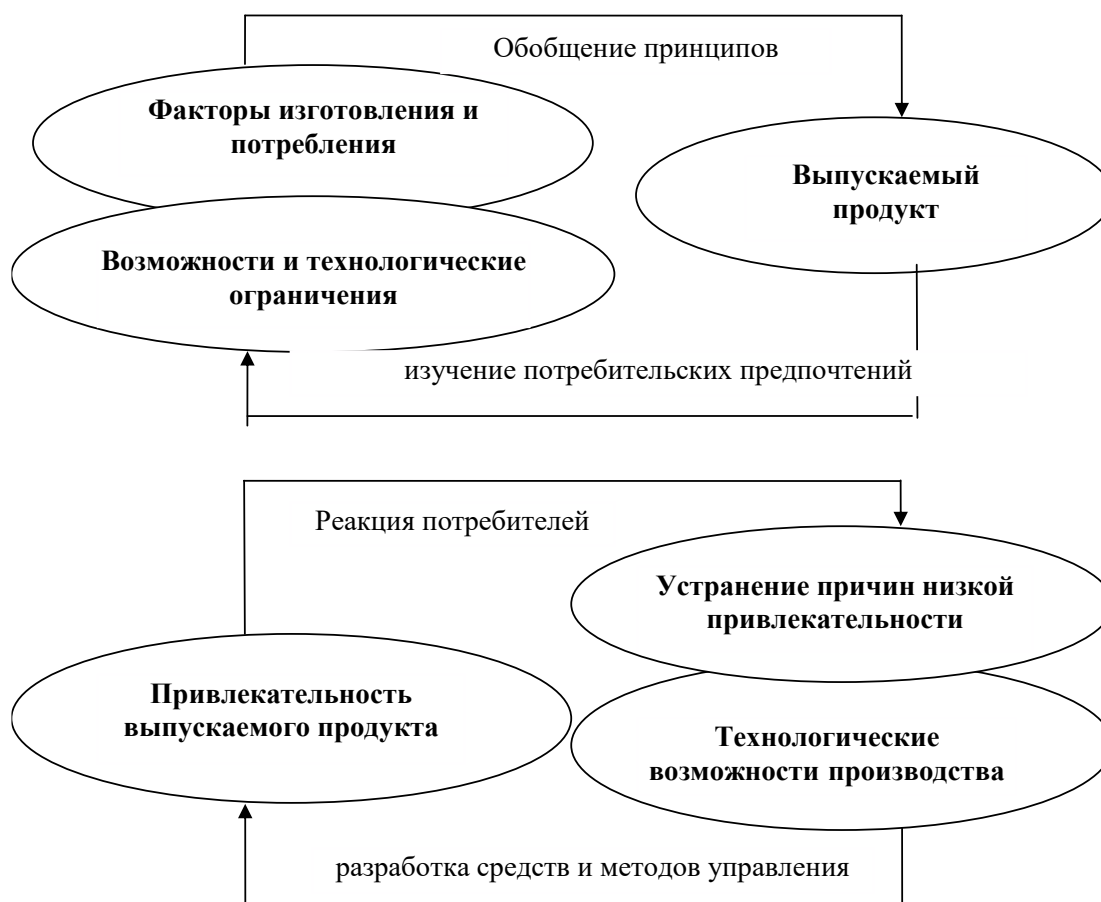 Обобщение принципов
Факторы изготовления и
потребления
Выпускаемый
продукт
Возможности и технологические
ограничения
изучение потребительских предпочтений
Реакция потребителей
Устранение причин низкой
привлекательности
Привлекательность
выпускаемого продукта
Технологические
возможности производства
разработка средств и методов управления